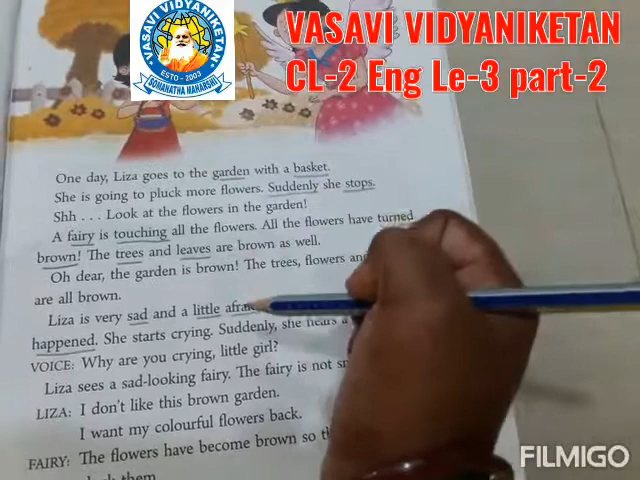 VASAVI VIDYANIKETAN
VASAVI VIDYANIKETAN
CL-2 Eng Le-3 part-2
ESTO - 2003
SOMANATHA MAHARSHI
One day, Liza goes to the garden with a basket.
She is going to pluck more flowers. Suddenly she stops.
Shh . . . Look at the flowers in the garden!
A fairy is touching all the flowers. All the flowers have turned
brown! The trees and leaves are brown as well.
Oh dear, the garden is brown! The trees, flowers
are all brown.
Liza is very sad and a little
happened. She starts crying. Suddenly, she hears a
VOICE: Why are you crying, little girl?
Liza sees a sad-looking fairy. The fairy is not
LIZA: I don't like this brown garden.
I want my colourful flowers back.
FAIRY: The flowers have become brown so
them
FILMIGO